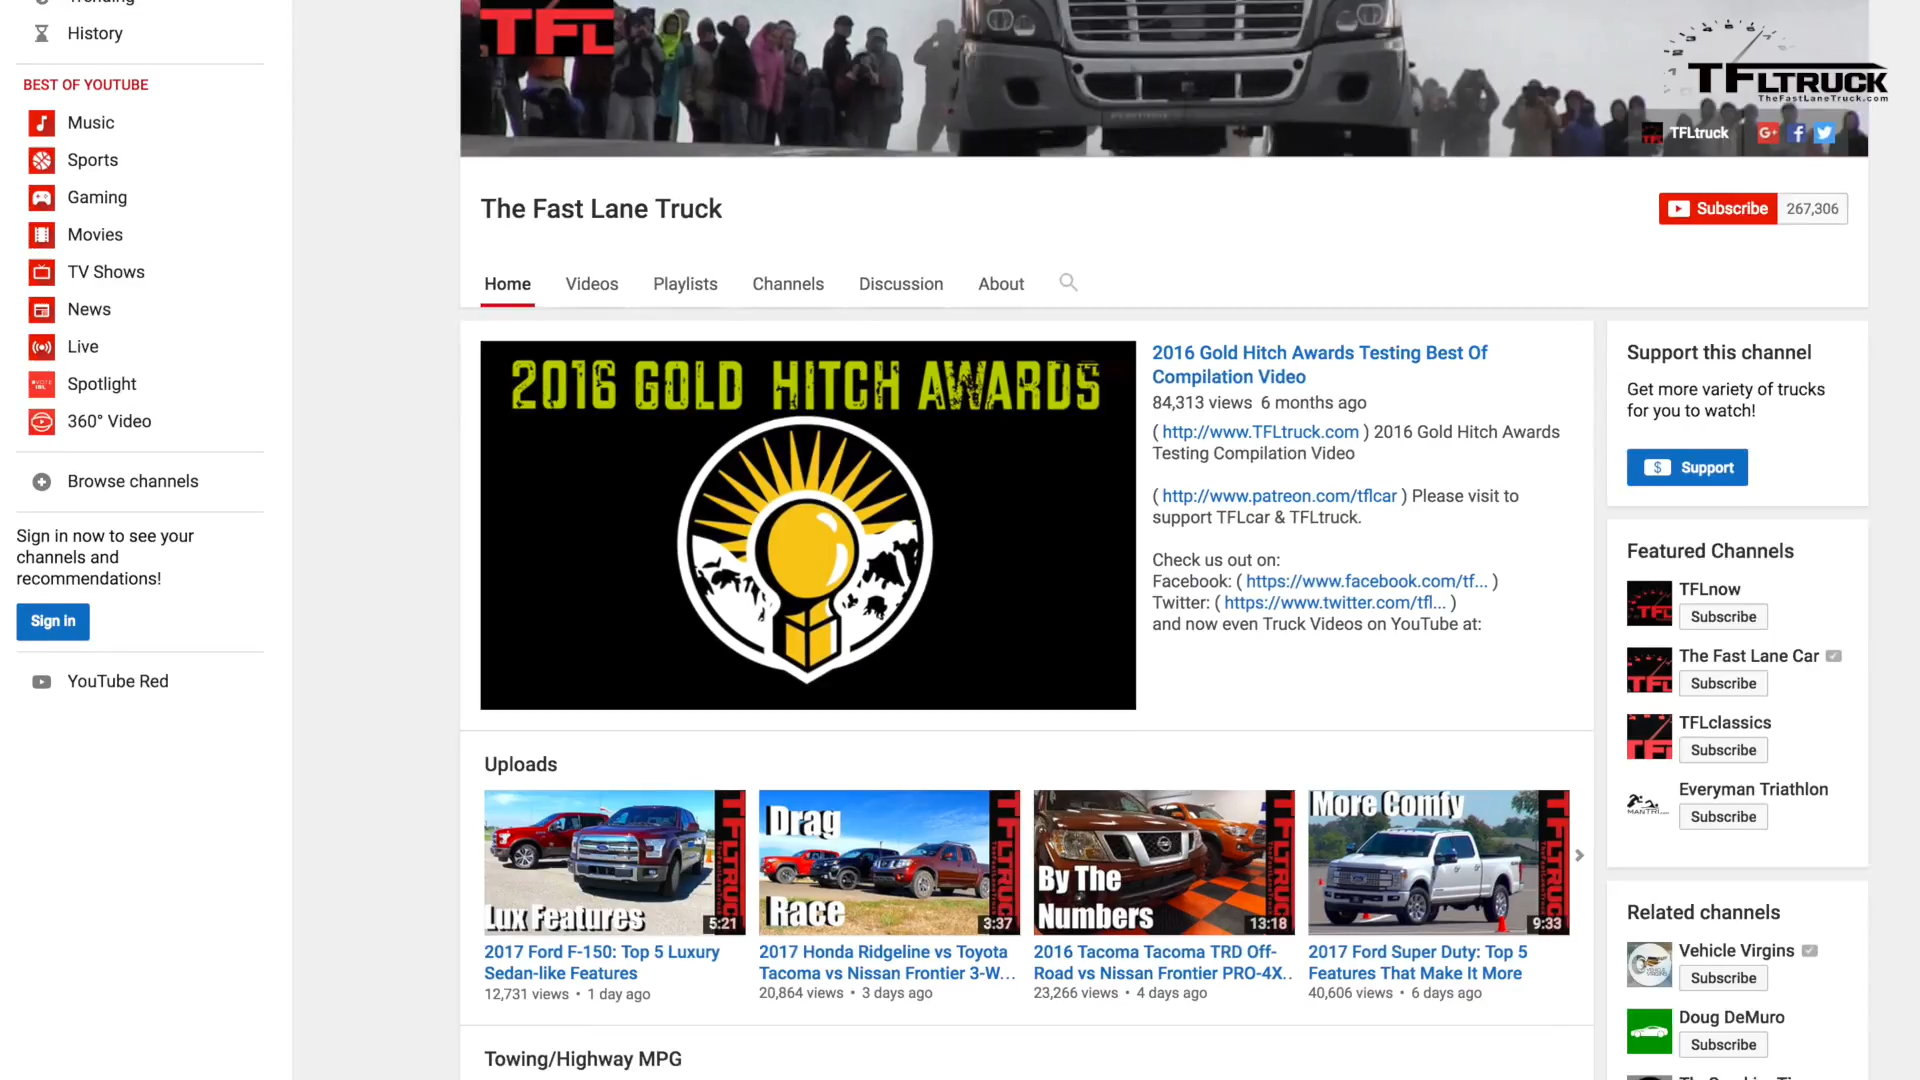 Trending
History
BEST OF YOUTUBE
Music
Sports
Gaming
Movies
TV Shows
News
Live
Spotlight
360° Video
Browse channels
Sign in now to see your
channels and
recommendations!
Sign in
YouTube Red
TFL
TFLTRUCK
TheFastLaneTruck.com
TFLtruck
The Fast Lane Truck
Subscribe 267,306
Home Videos Playlists Channels Discussion About
2016 GOLD HITCH AWARDS
2016 Gold Hitch Awards Testing Best Of
Compilation Video
84,313 views 6 months ago
( http://www.TFLtruck.com ) 2016 Gold Hitch Awards
Testing Compilation Video
( http://www.patreon.com/tflcar ) Please visit to
support TFLcar & TFLtruck.
Check us out on:
Facebook: ( https://www.facebook.com/tf... )
Twitter: ( https://www.twitter.com/tfl... )
and now even Truck Videos on YouTube at:
Uploads
Lux Features
TFLTRUCK
5:21
2017 Ford F-150: Top 5 Luxury
Sedan-like Features
12,731 views • 1 day ago
Drag
Race
TFLTRUCK
3:37
2017 Honda Ridgeline vs Toyota
Tacoma vs Nissan Frontier 3-W...
20,864 views • 3 days ago
By The
Numbers
TFLTRUCK
13:18
2016 Tacoma Tacoma TRD Off-
Road vs Nissan Frontier PRO-4X..
23,266 views • 4 days ago
More Comfy
TFLTRUCK
9:33
2017 Ford Super Duty: Top 5
Features That Make It More
40,606 views • 6 days ago
Towing/Highway MPG
Support this channel
Get more variety of trucks
for you to watch!
$ Support
Featured Channels
TFLnow
Subscribe
The Fast Lane Car
Subscribe
TFLclassics
Subscribe
Everyman Triathlon
Subscribe
Related channels
Vehicle Virgins
Subscribe
Doug DeMuro
Subscribe